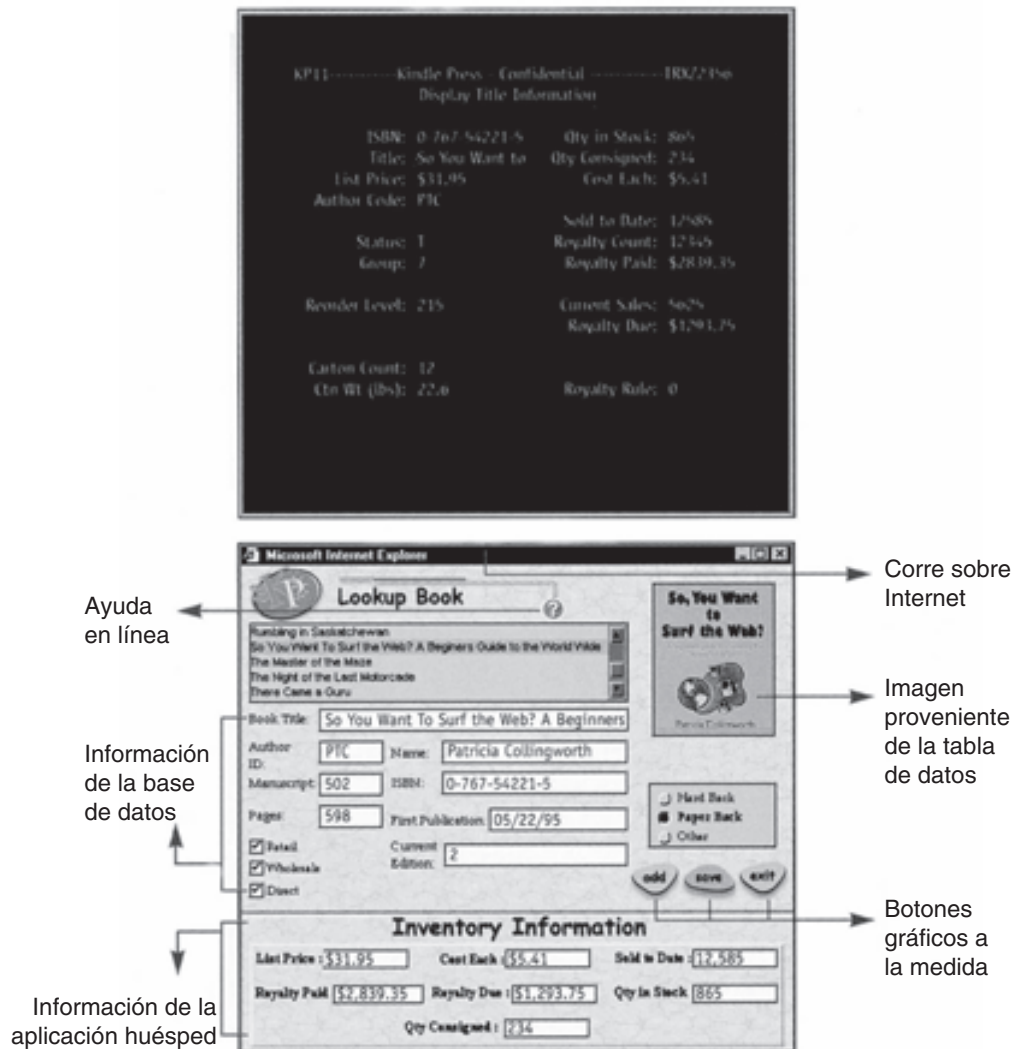 KP11----------Kindle Press - Confidential ----------TRX22356
Display Title Information
ISBN: 0-767-54221-5 Qty in Stock: 865
Title: So You Want to Qty Consigned: 234
List Price: $31.95 Cost Each: $5.41
Author Code: PTC
Sold to Date: 12585
Status: T Royalty Count: 12345
Group: 7 Royalty Paid: $2839.35
Reorder Level: 215 Current Sales: 5625
Royalty Due: $1293.75
Carton Count: 12
Ctn Wt (lbs): 22.6 Royalty Rule: 0
Microsoft Internet Explorer
Corre sobre
Internet
Ayuda
en línea
Lookup Book
?
P
So, You Want
to
Surf the Web?
Patricia Collingworth
Rumbling in Saskatchewan
So You Want To Surf the Web? A Beginers Guide to the World Wide
The Master of the Maze
The Night of the Last Motorcade
There Came a Guru
Imagen
proveniente
de la tabla
de datos
Información
de la base
de datos
Book Title: So You Want To Surf the Web? A Beginners
Author ID: PTC Name: Patricia Collingworth
Manuscript: 502 ISBN: 0-767-54221-5
Pages: 598 First Publication: 05/22/95
Retail Current Edition: 2
Wholesale
Direct
Hard Back
Paper Back
Other
add save exit
Botones
gráficos a
la medida
Inventory Information
List Price : $31.95 Cost Each : $5.41 Sold to Date : 12,585
Royalty Paid $2,839.35 Royalty Due : $1,293.75 Qty in Stock 865
Qty Consigned : 234
Información de la
aplicación huésped